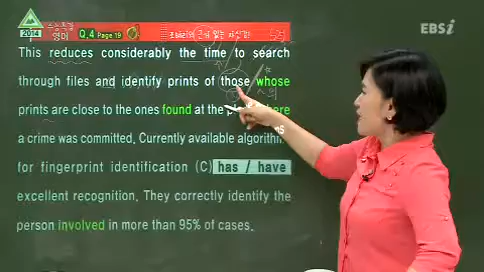 2014
영어
Q.4 Page 19
EBSi
This reduces considerably the time to search
through files and identify prints of those whose
prints are close to the ones found at the
a crime was committed. Currently available
for fingerprint identification (C) has / have
excellent recognition. They correctly identify the
person involved in more than 95% of cases.